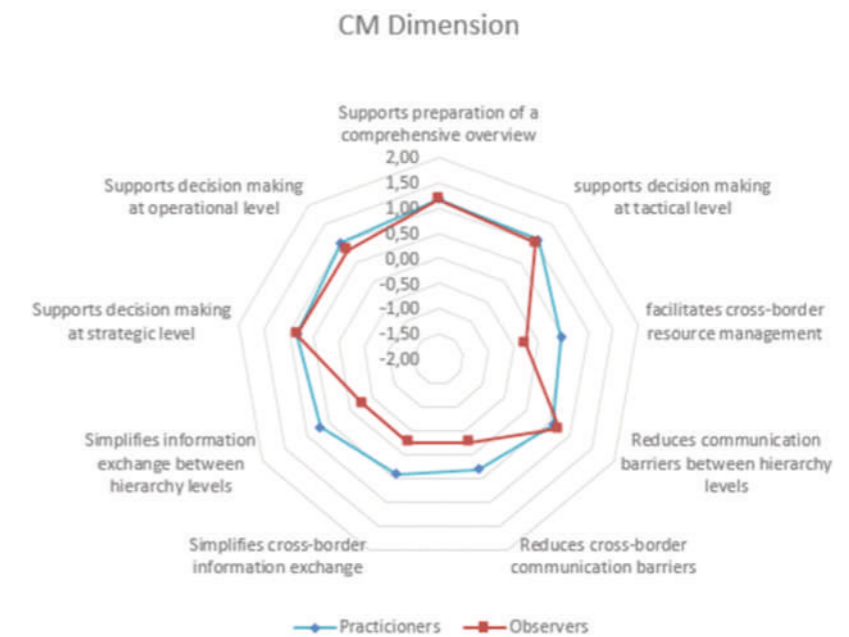 CM Dimension
Supports preparation of a
comprehensive overview
2,00
1,50
1,00
0,50
0,00
-0,50
-1,00
-1,50
-2,00
supports decision making
at tactical level
facilitates cross-border
resource management
Reduces communication
barriers between hierarchy
levels
Reduces cross-border
communication barriers
Simplifies cross-border
information exchange
Simplifies information
exchange between
hierarchy levels
Supports decision making
at strategic level
Supports decision making
at operational level
Practicioners
Observers